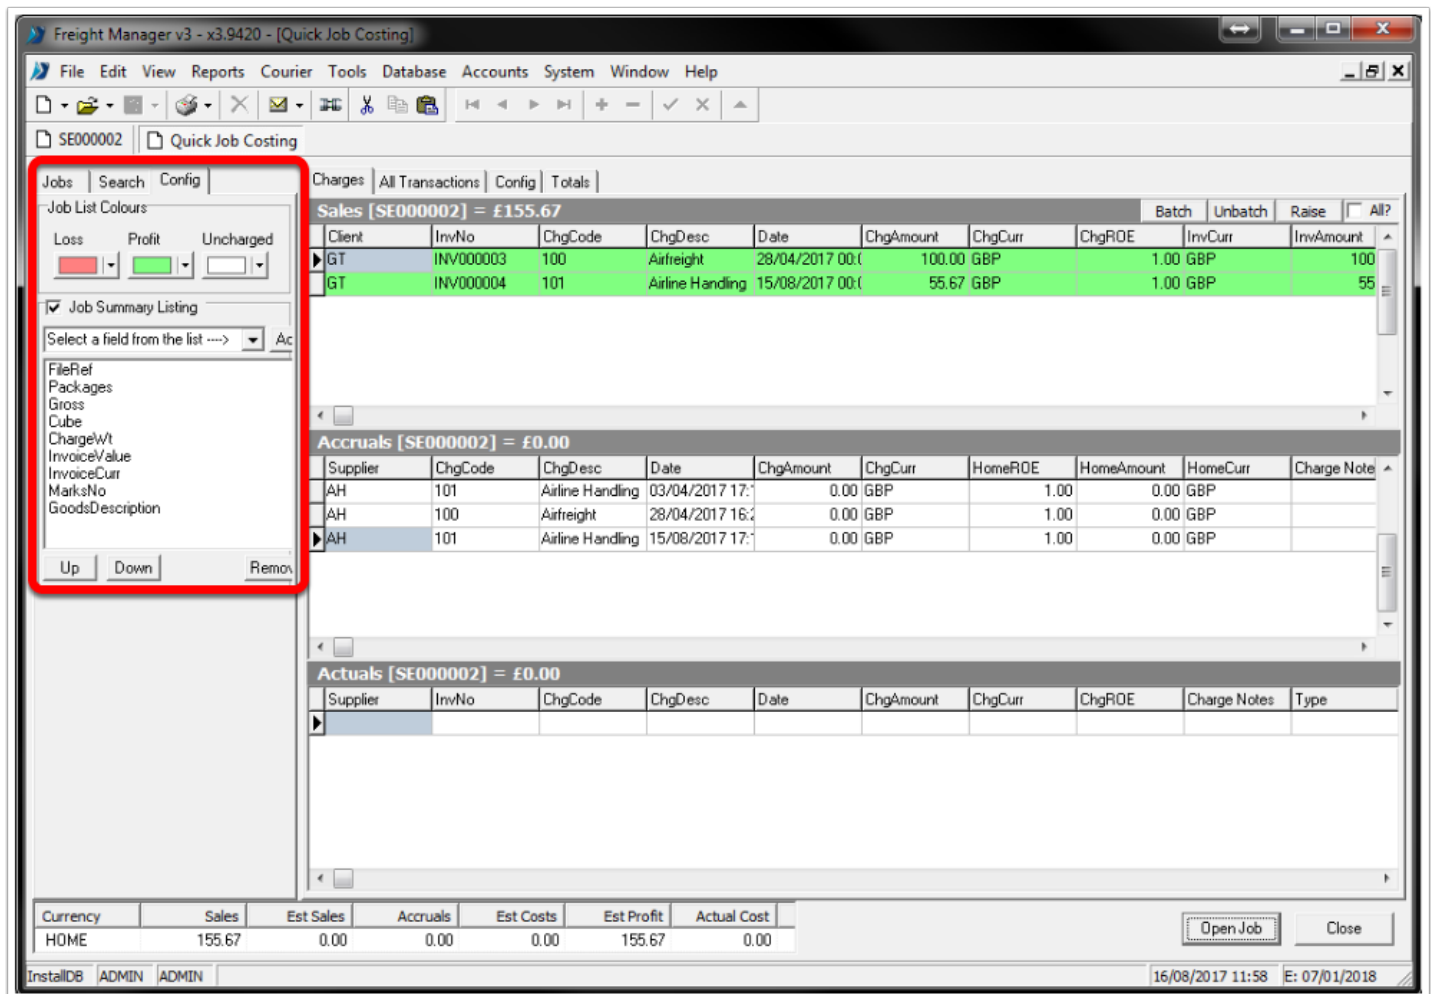 Freight Manager v3 - x3.9420 - [Quick Job Costing]
File Edit View Reports Courier Tools Database Accounts System Window Help
SE000002 Quick Job Costing
Jobs Search Config
Job List Colours
Loss Profit Uncharged
Job Summary Listing
Select a field from the list ---->
FileRef
Packages
Gross
Cube
ChargeWt
InvoiceValue
InvoiceCurr
MarksNo
GoodsDescription
Up Down Remov
Charges All Transactions Config Totals
Sales [SE000002] = £155.67 Batch Unbatch Raise All?
Client InvNo ChgCode ChgDesc Date ChgAmount ChgCurr ChgROE InvCurr InvAmount
GT INV000003 100 Airfreight 28/04/2017 00:0 100.00 GBP 1.00 GBP 100
GT INV000004 101 Airline Handling 15/08/2017 00:0 55.67 GBP 1.00 GBP 55
Accruals [SE000002] = £0.00
Supplier ChgCode ChgDesc Date ChgAmount ChgCurr HomeROE HomeAmount HomeCurr Charge Note
AH 101 Airline Handling 03/04/2017 17:1 0.00 GBP 1.00 0.00 GBP
AH 100 Airfreight 28/04/2017 16:2 0.00 GBP 1.00 0.00 GBP
AH 101 Airline Handling 15/08/2017 17:1 0.00 GBP 1.00 0.00 GBP
Actuals [SE000002] = £0.00
Supplier InvNo ChgCode ChgDesc Date ChgAmount ChgCurr ChgROE Charge Notes Type
Currency Sales Est Sales Accruals Est Costs Est Profit Actual Cost
HOME 155.67 0.00 0.00 0.00 155.67 0.00
Open Job Close
InstallDB ADMIN ADMIN 16/08/2017 11:58 E: 07/01/2018